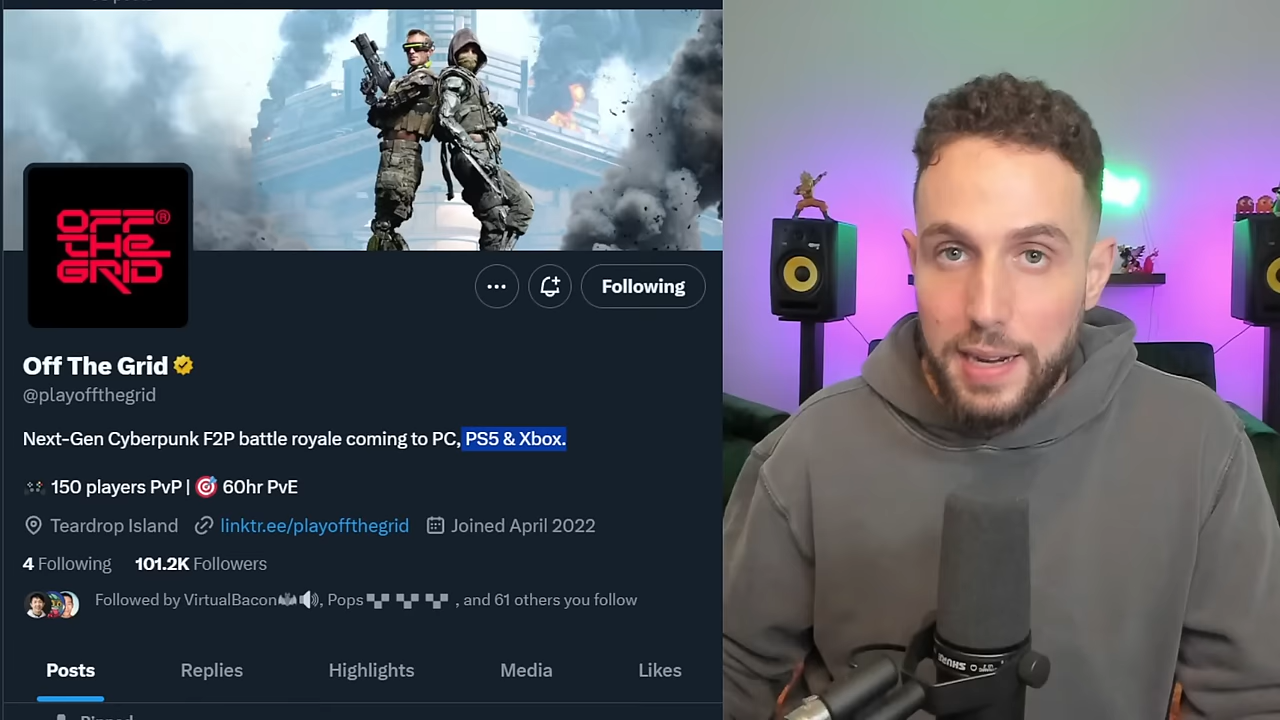 OFF®
THE
GRID
Following
Off The Grid
@playoffthegrid
Next-Gen Cyberpunk F2P battle royale coming to PC, PS5 & Xbox.
150 players PvP | 🎯 60hr PvE
Teardrop Island linktr.ee/playoffthegrid Joined April 2022
4 Following 101.2K Followers
Followed by VirtualBacon🦇🔊, Pops , and 61 others you follow
Posts Replies Highlights Media Likes
Pinned
SHURE